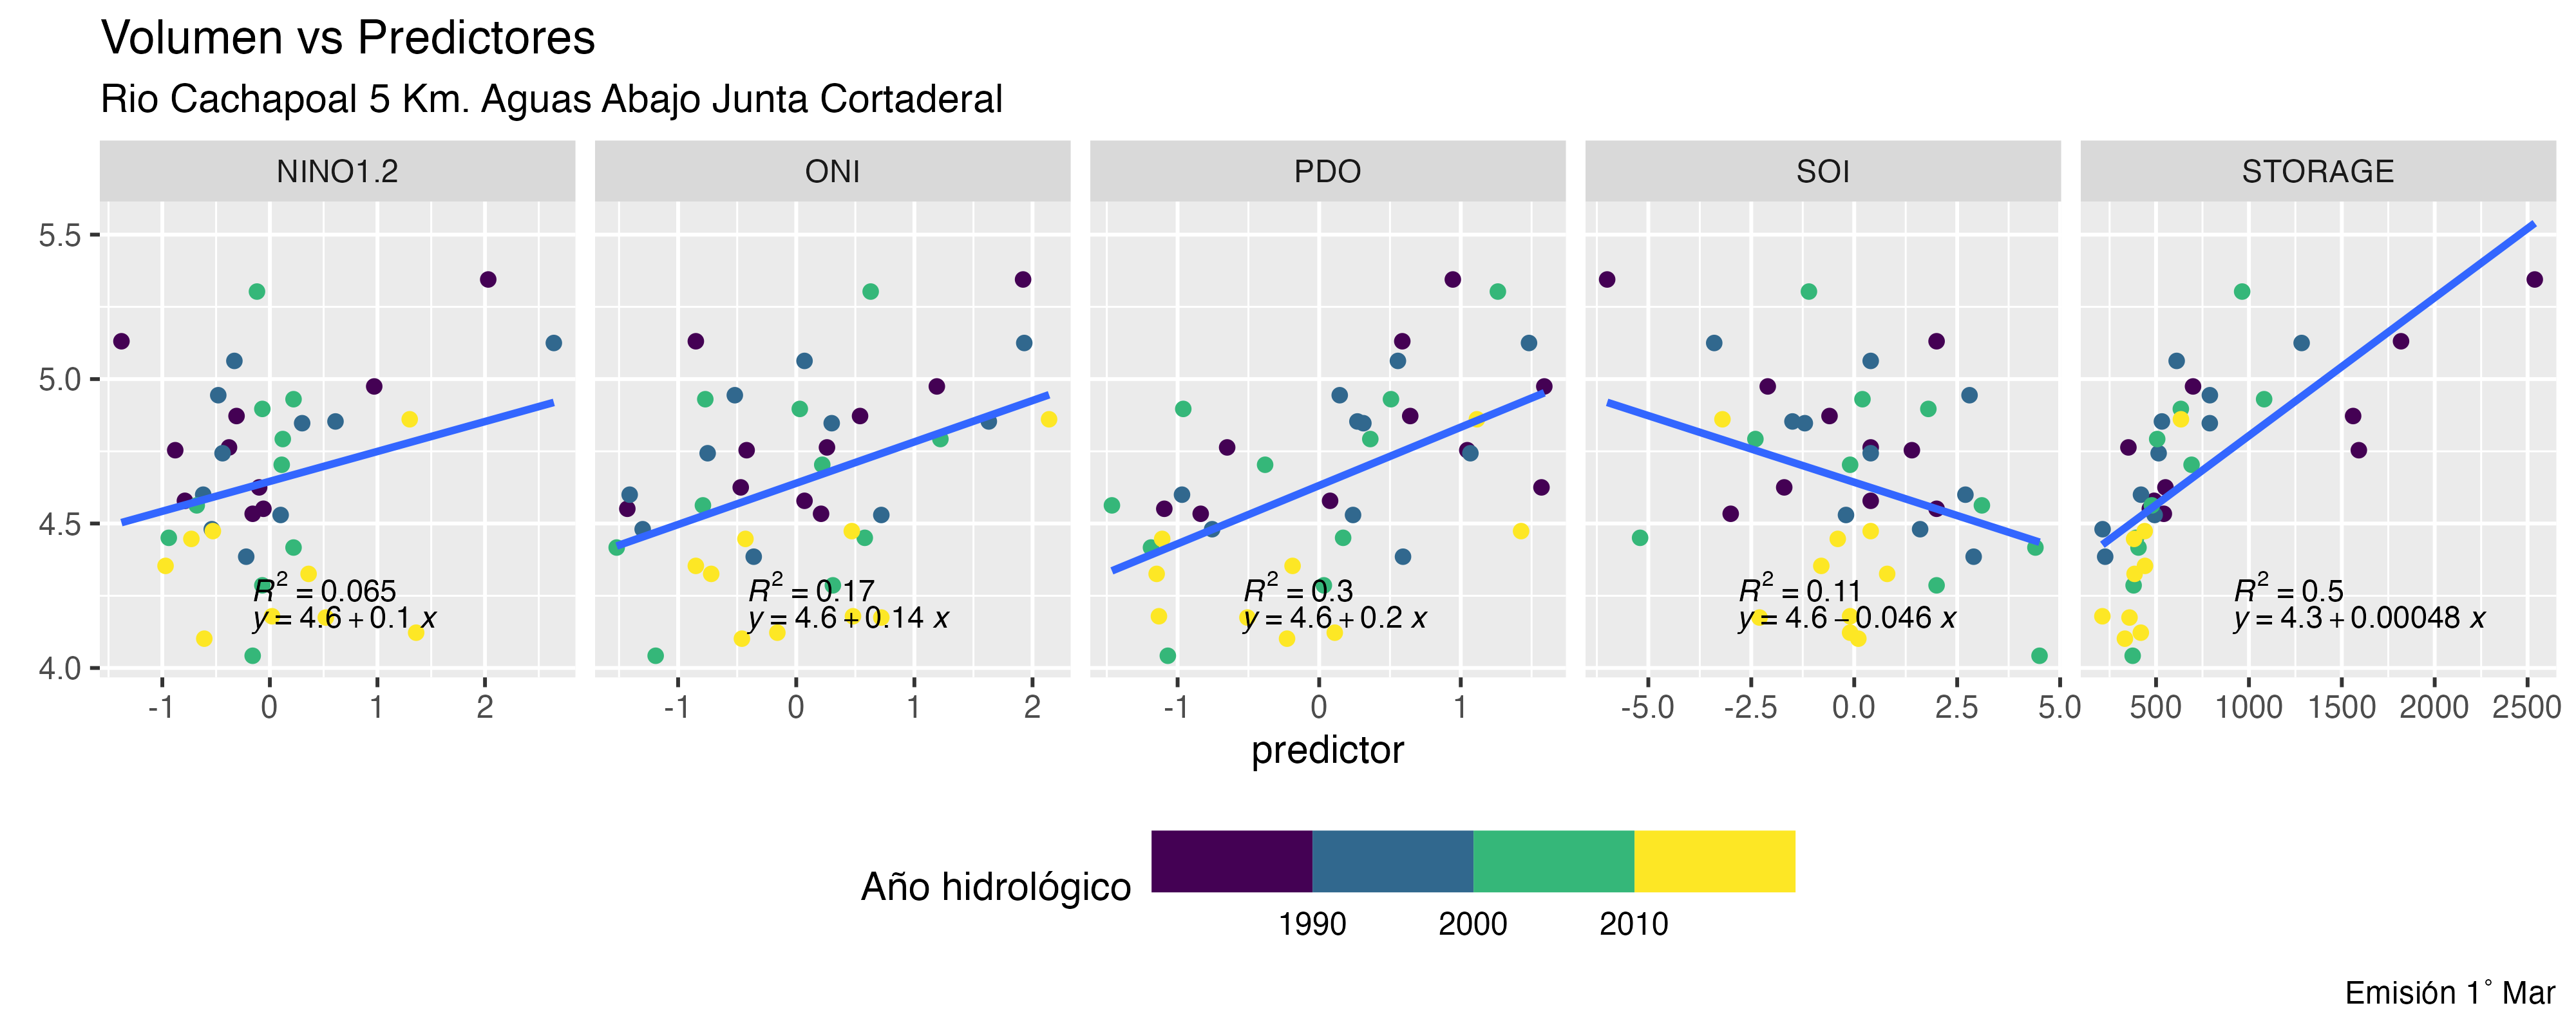 Volumen vs Predictores
Rio Cachapoal 5 Km. Aguas Abajo Junta Cortaderal
NINO1.2 ONI PDO SOI STORAGE
5.5
5.0
4.5
4.0
R² = 0.065 R² = 0.17 R² = 0.3 R² = 0.11 R² = 0.5
y = 4.6 + 0.1 x y = 4.6 + 0.14 x y = 4.6 + 0.2 x y = 4.6 − 0.046 x y = 4.3 + 0.00048 x
-1 0 1 2 -1 0 1 2 -1 0 1 -5.0 -2.5 0.0 2.5 5.0 500 1000 1500 2000 2500
predictor
Año hidrológico
1990 2000 2010
Emisión 1° Mar